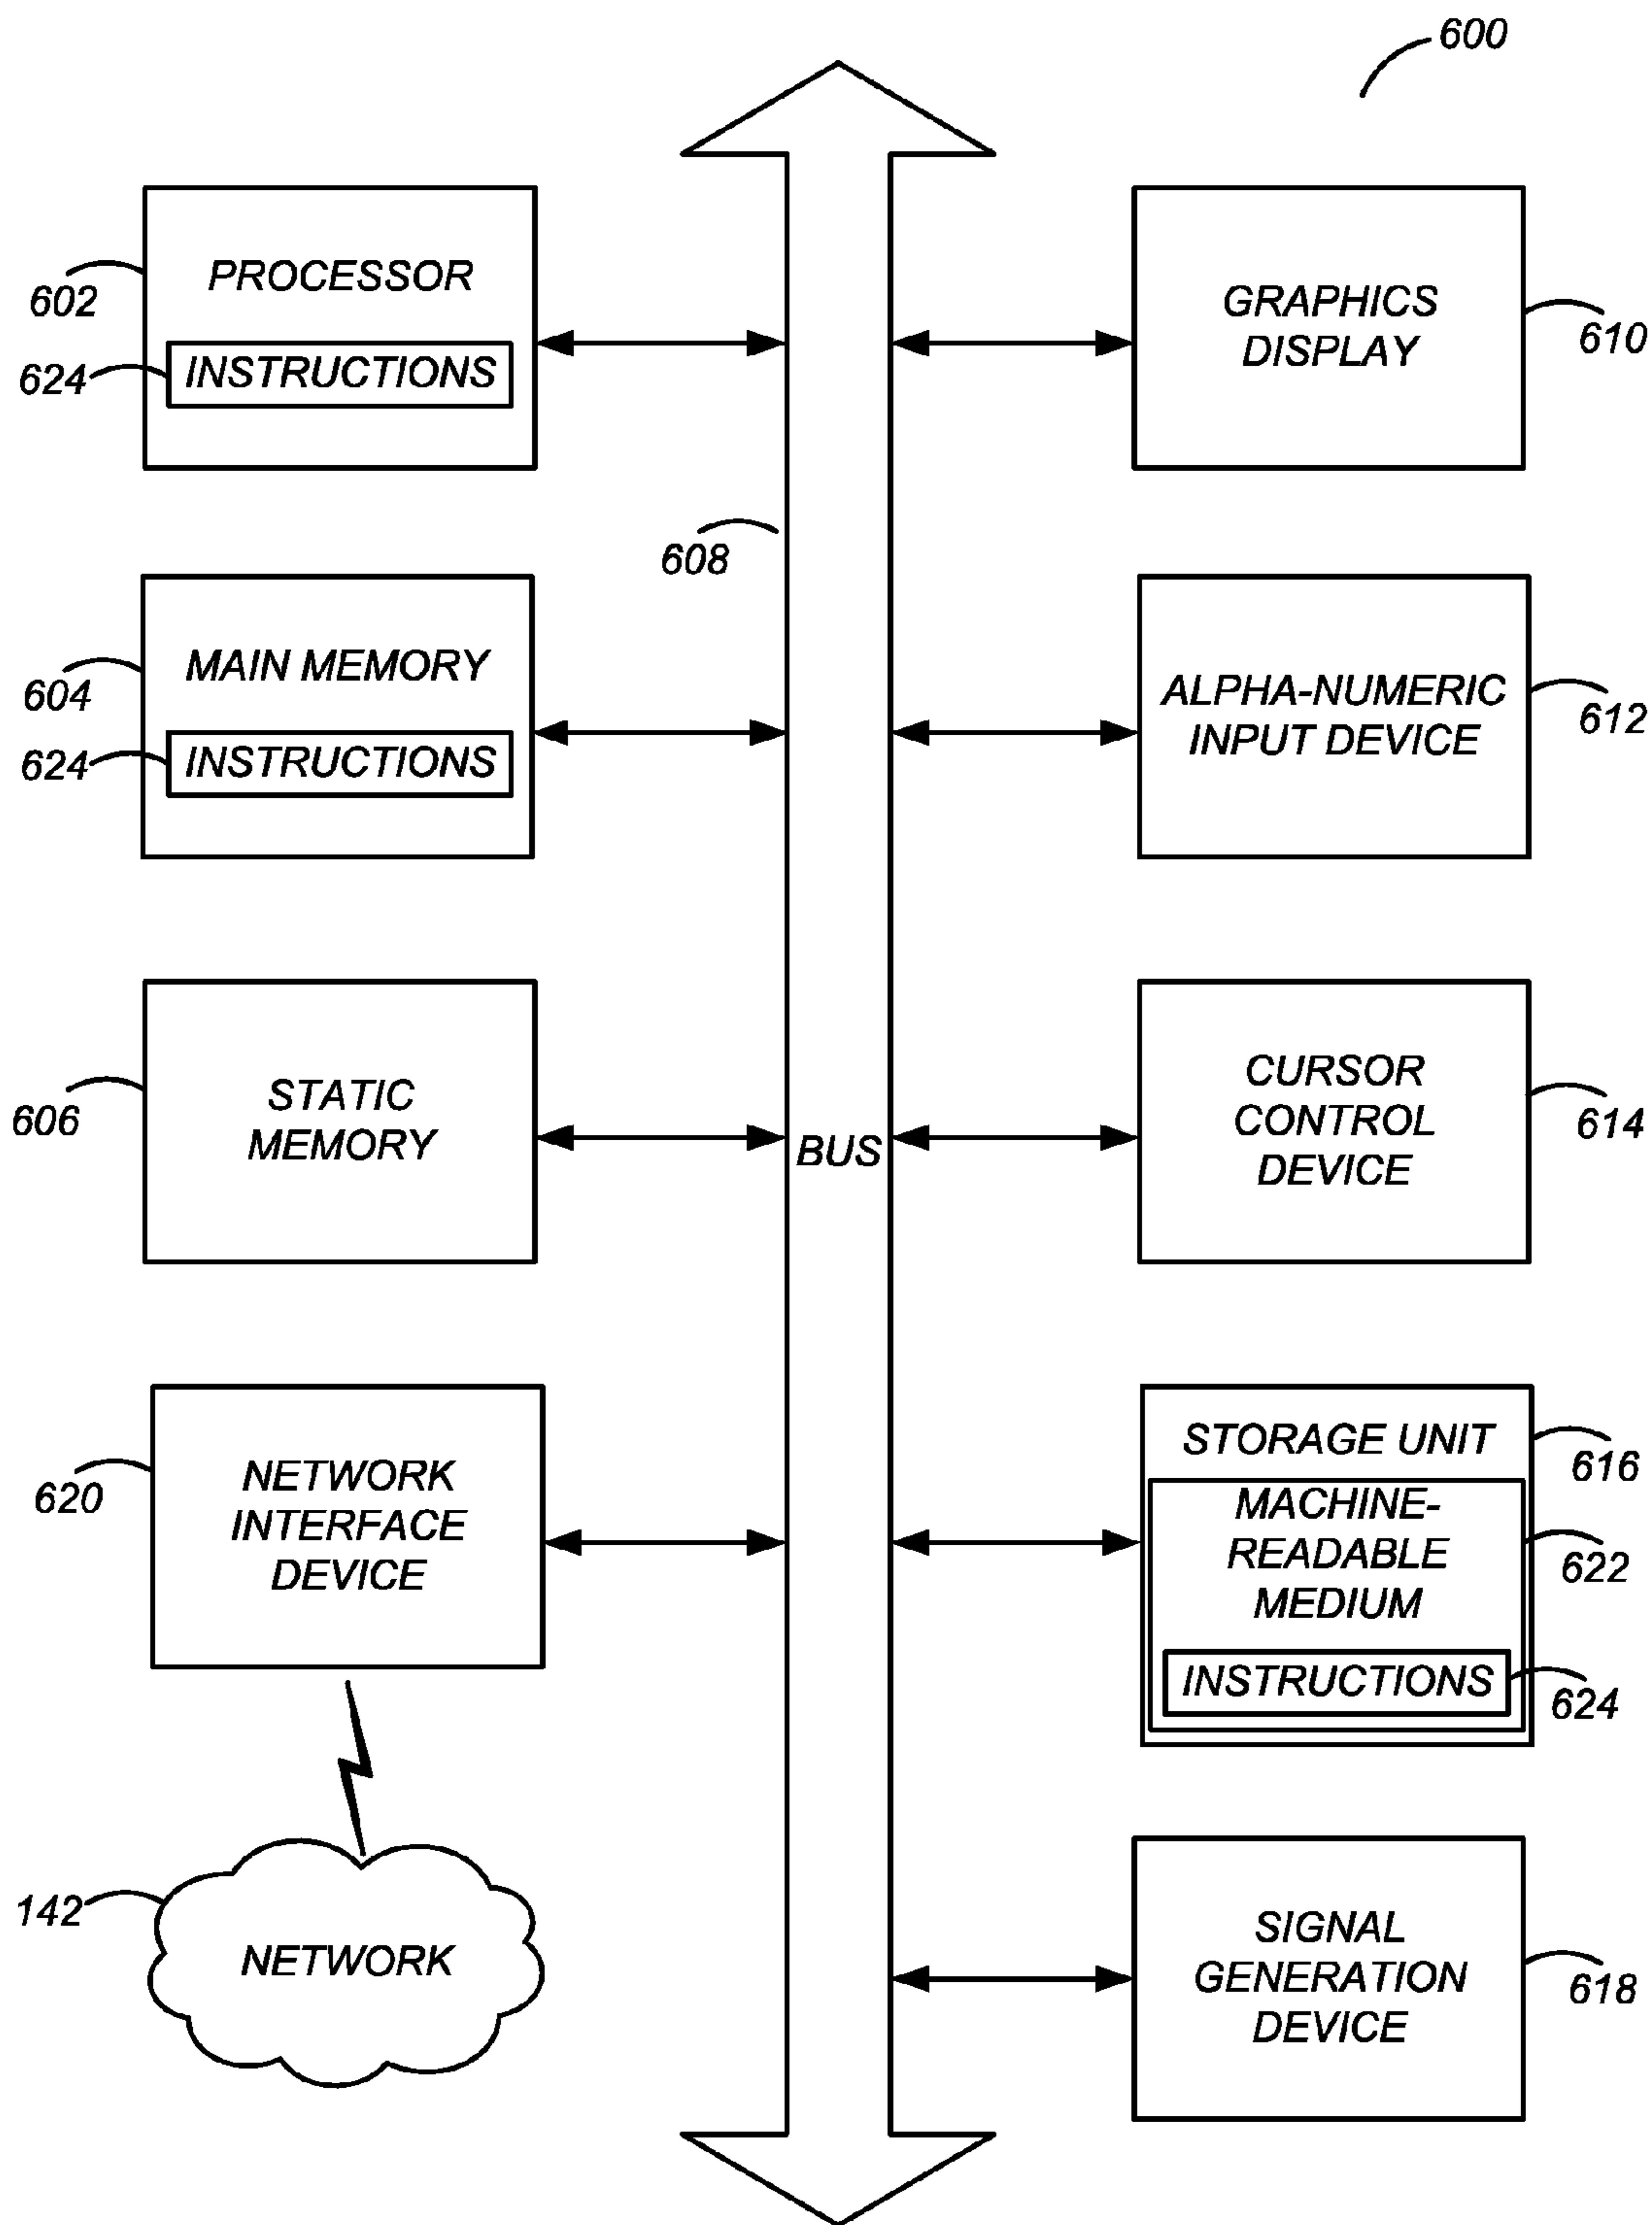 600
PROCESSOR
602
INSTRUCTIONS
624
GRAPHICS
DISPLAY
610
608
MAIN MEMORY
604
INSTRUCTIONS
624
ALPHA-NUMERIC
INPUT DEVICE
612
STATIC
MEMORY
606
BUS
CURSOR
CONTROL
DEVICE
614
NETWORK
INTERFACE
DEVICE
620
STORAGE UNIT
616
MACHINE-
READABLE
MEDIUM
622
INSTRUCTIONS
624
142
NETWORK
SIGNAL
GENERATION
DEVICE
618